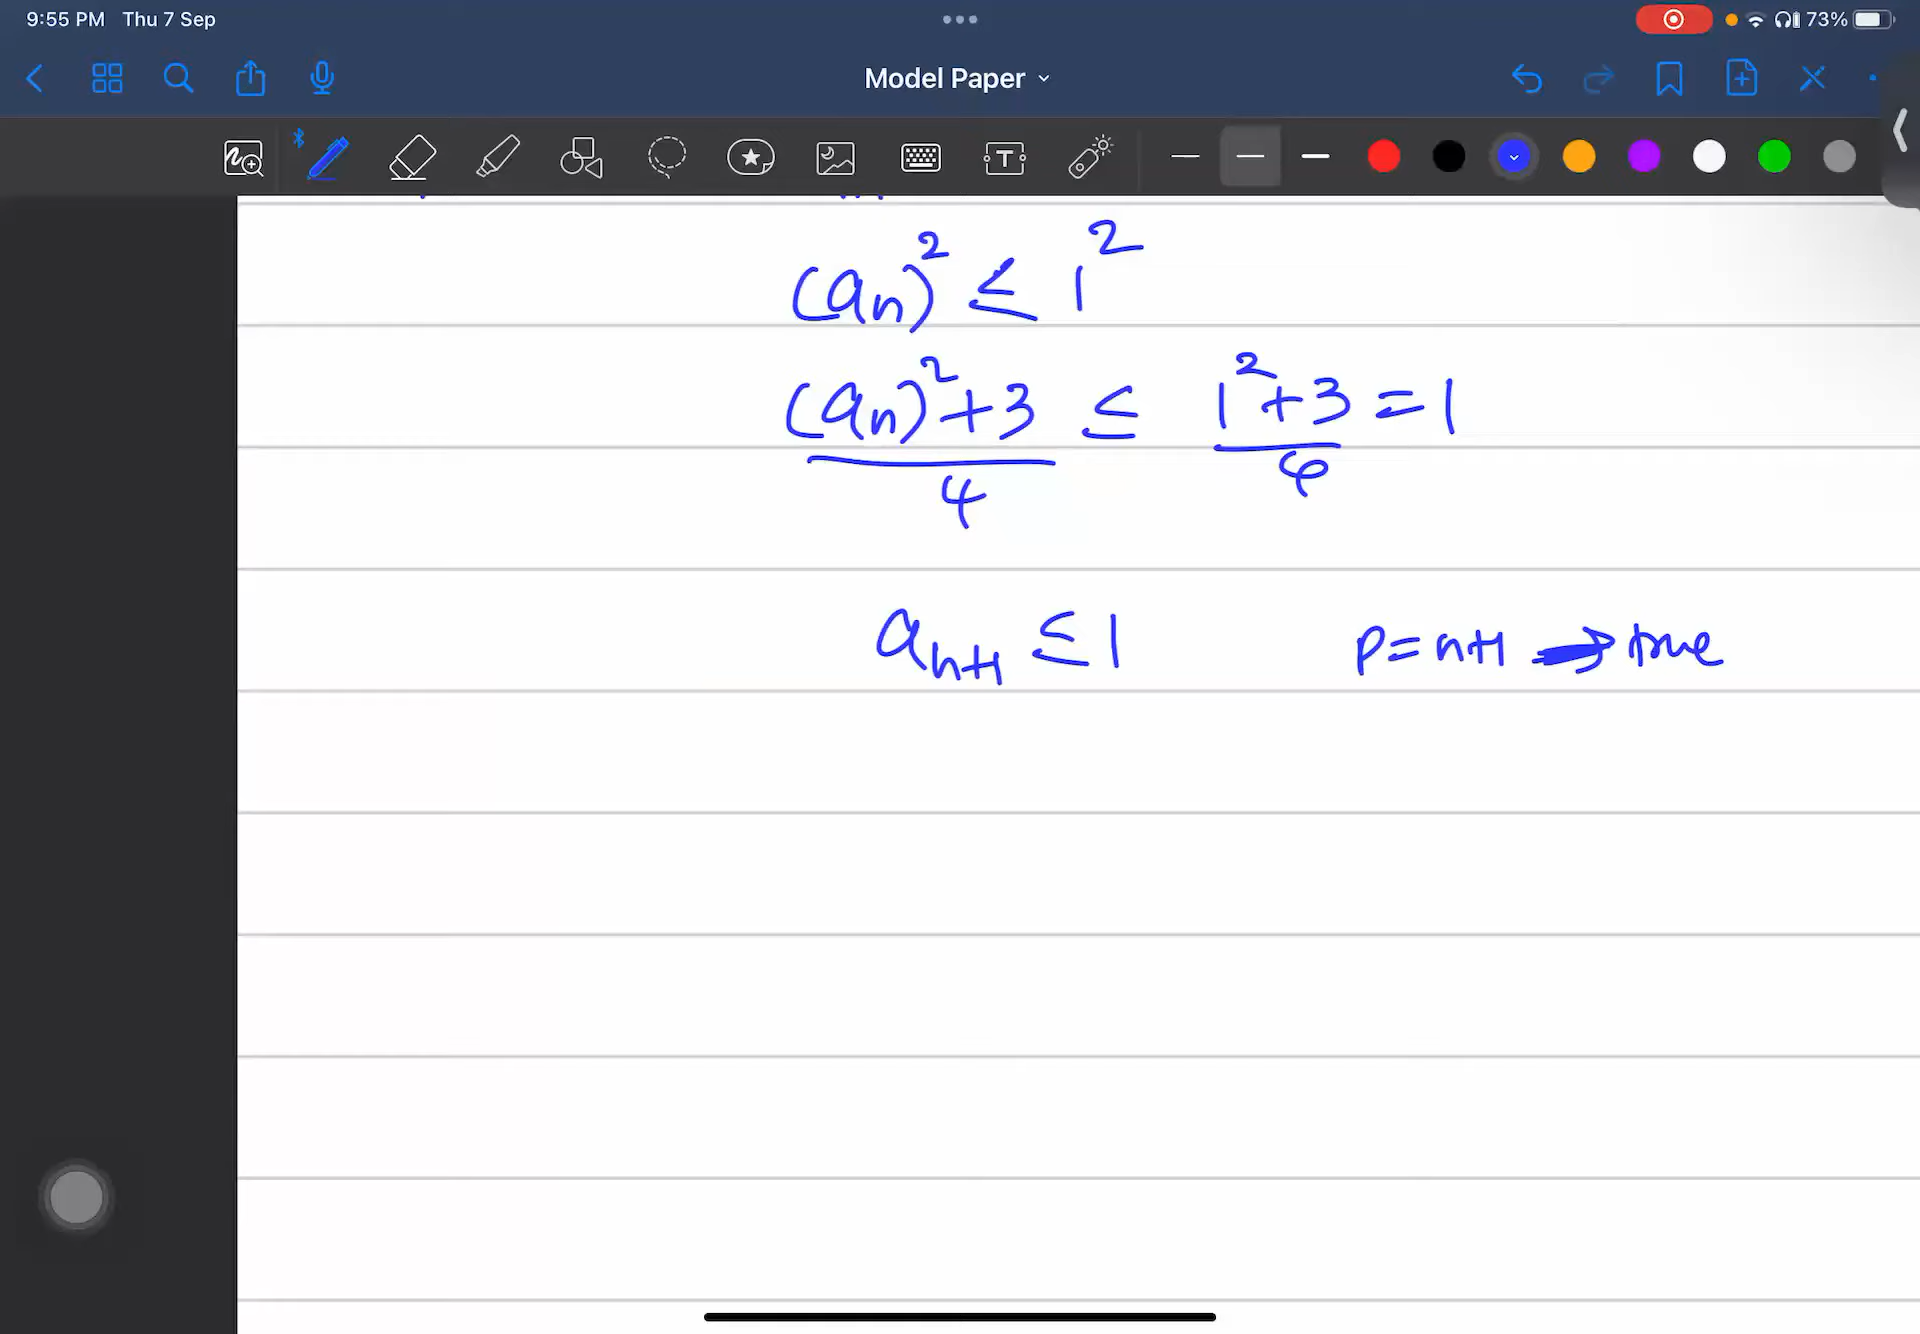 9:55 PM Thu 7 Sep
73%
Model Paper
T
(an)² ≤ 1²
(an)²+3 ≤ 1²+3 = 1
4 4
an+1 ≤ 1 P = n+1 → true